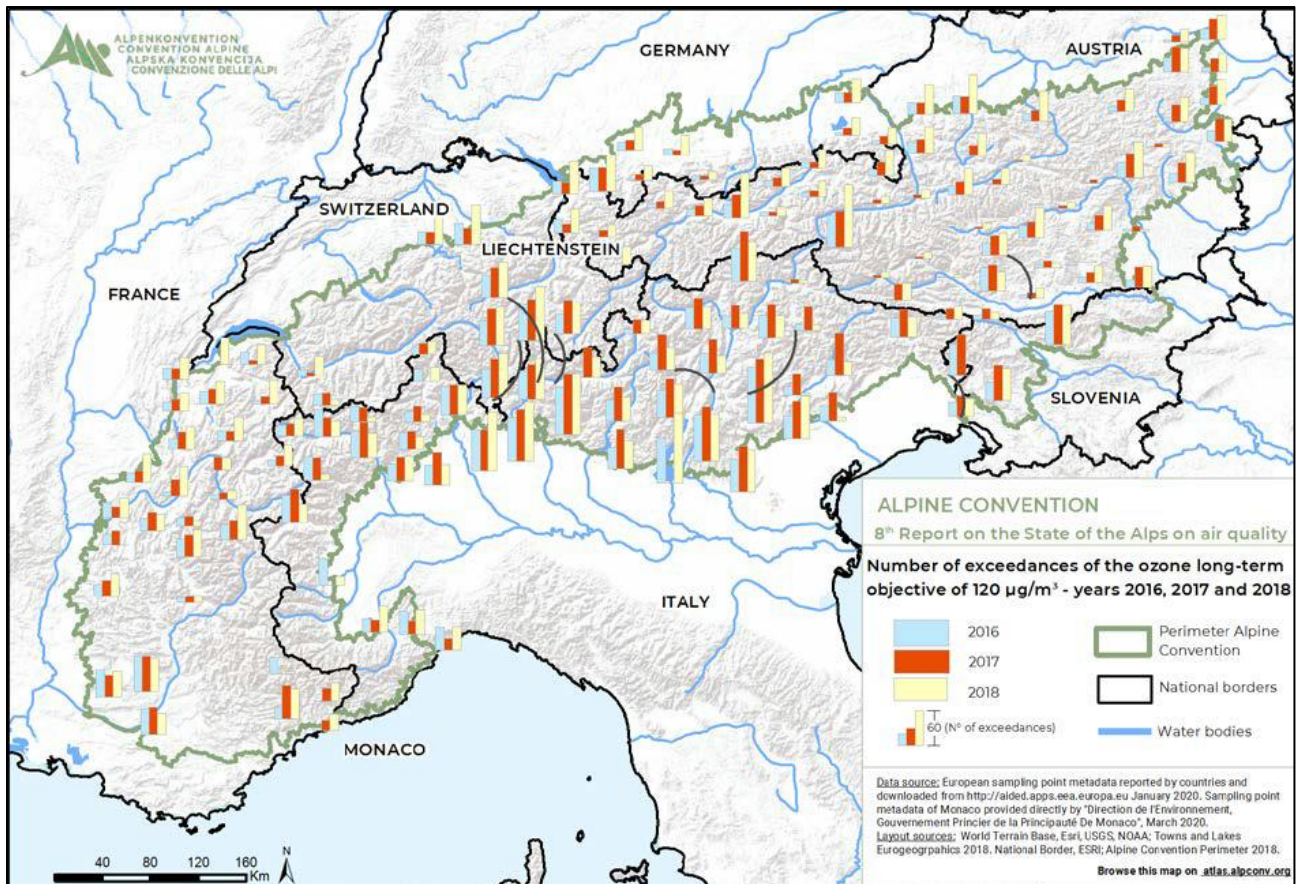 ALPENKONVENTION
CONVENTION ALPINE
ALPSKA KONVENCIJA
CONVENZIONE DELLE ALPI
GERMANY
AUSTRIA
SWITZERLAND
LIECHTENSTEIN
FRANCE
SLOVENIA
ITALY
MONACO
ALPINE CONVENTION
8th Report on the State of the Alps on air quality
Number of exceedances of the ozone long-term
objective of 120 µg/m³ - years 2016, 2017 and 2018
2016
2017
2018
60 (N° of exceedances)
Perimeter Alpine
Convention
National borders
Water bodies
Data source: European sampling point metadata reported by countries and
downloaded from http://aided.apps.eea.europa.eu January 2020. Sampling point
metadata of Monaco provided directly by "Direction de l'Environnement,
Gouvernement Princier de la Principauté De Monaco", March 2020.
Layout sources: World Terrain Base, Esri, USGS, NOAA; Towns and Lakes
Eurogeogrpahics 2018. National Border, ESRI; Alpine Convention Perimeter 2018.
Browse this map on atlas.alpconv.org
40 80 120 160
Km
N